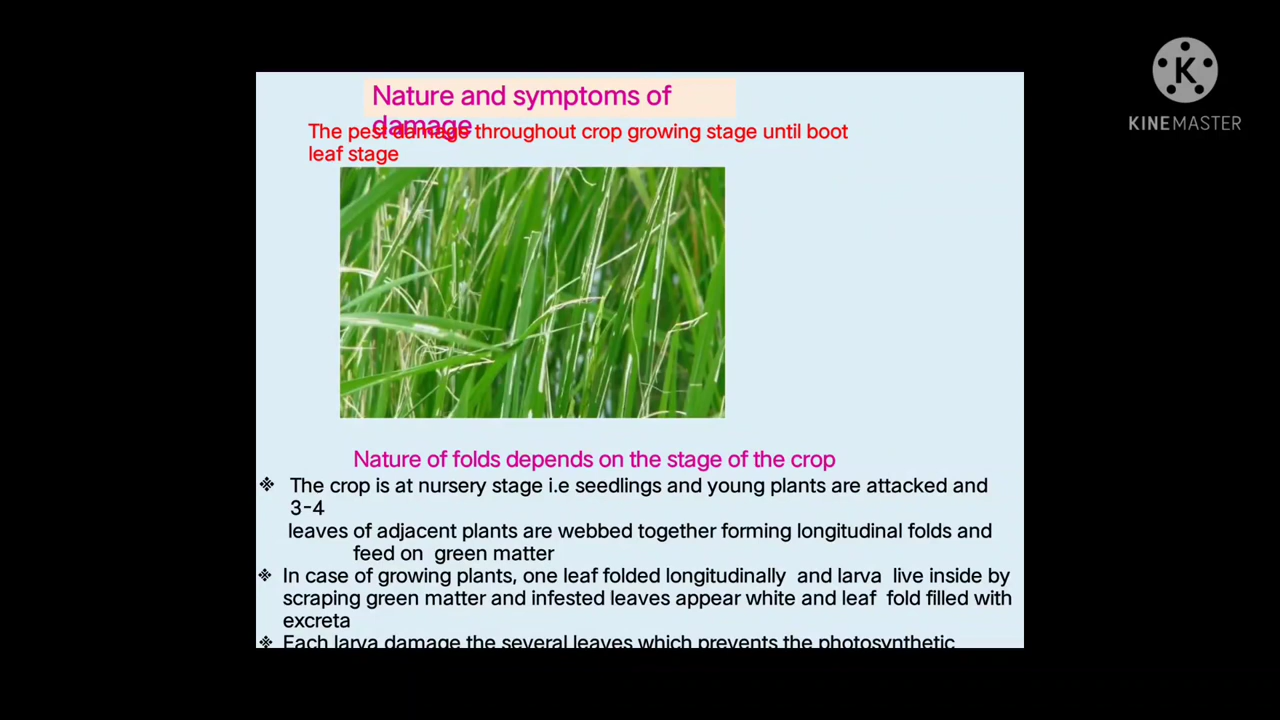 Nature and symptoms of
damage
The pest damage throughout crop growing stage until boot
leaf stage
Nature of folds depends on the stage of the crop
❖ The crop is at nursery stage i.e seedlings and young plants are attacked and
3-4
leaves of adjacent plants are webbed together forming longitudinal folds and
feed on green matter
❖ In case of growing plants, one leaf folded longitudinally and larva live inside by
scraping green matter and infested leaves appear white and leaf fold filled with
excreta
❖ Each larva damage the several leaves which prevents the photosynthetic
K
KINEMASTER